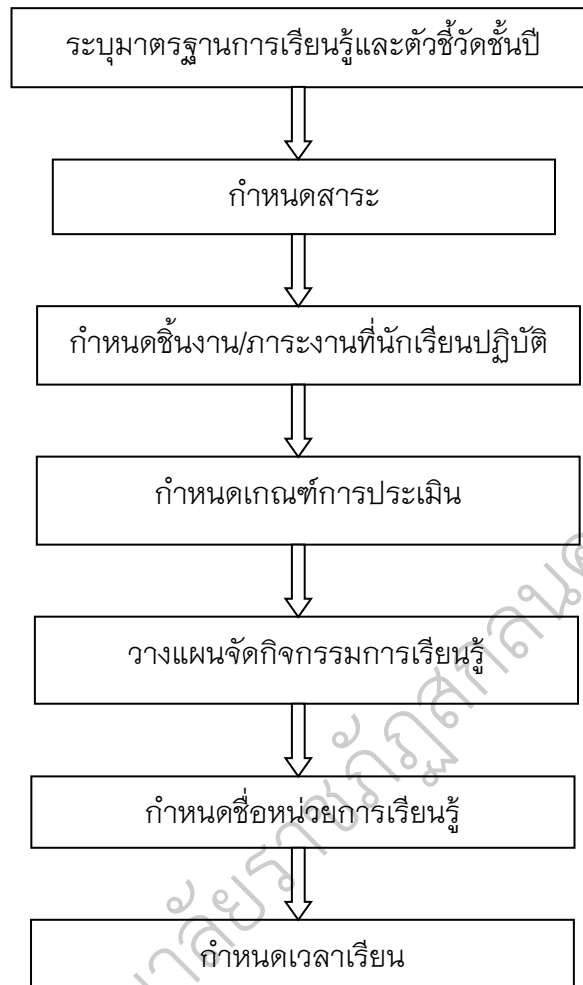 ระบุมาตรฐานการเรียนรู้และตัวชี้วัดชั้นปี
กำหนดสาระ
กำหนดชิ้นงาน/ภาระงานที่นักเรียนปฏิบัติ
กำหนดเกณฑ์การประเมิน
วางแผนจัดกิจกรรมการเรียนรู้
กำหนดชื่อหน่วยการเรียนรู้
กำหนดเวลาเรียน